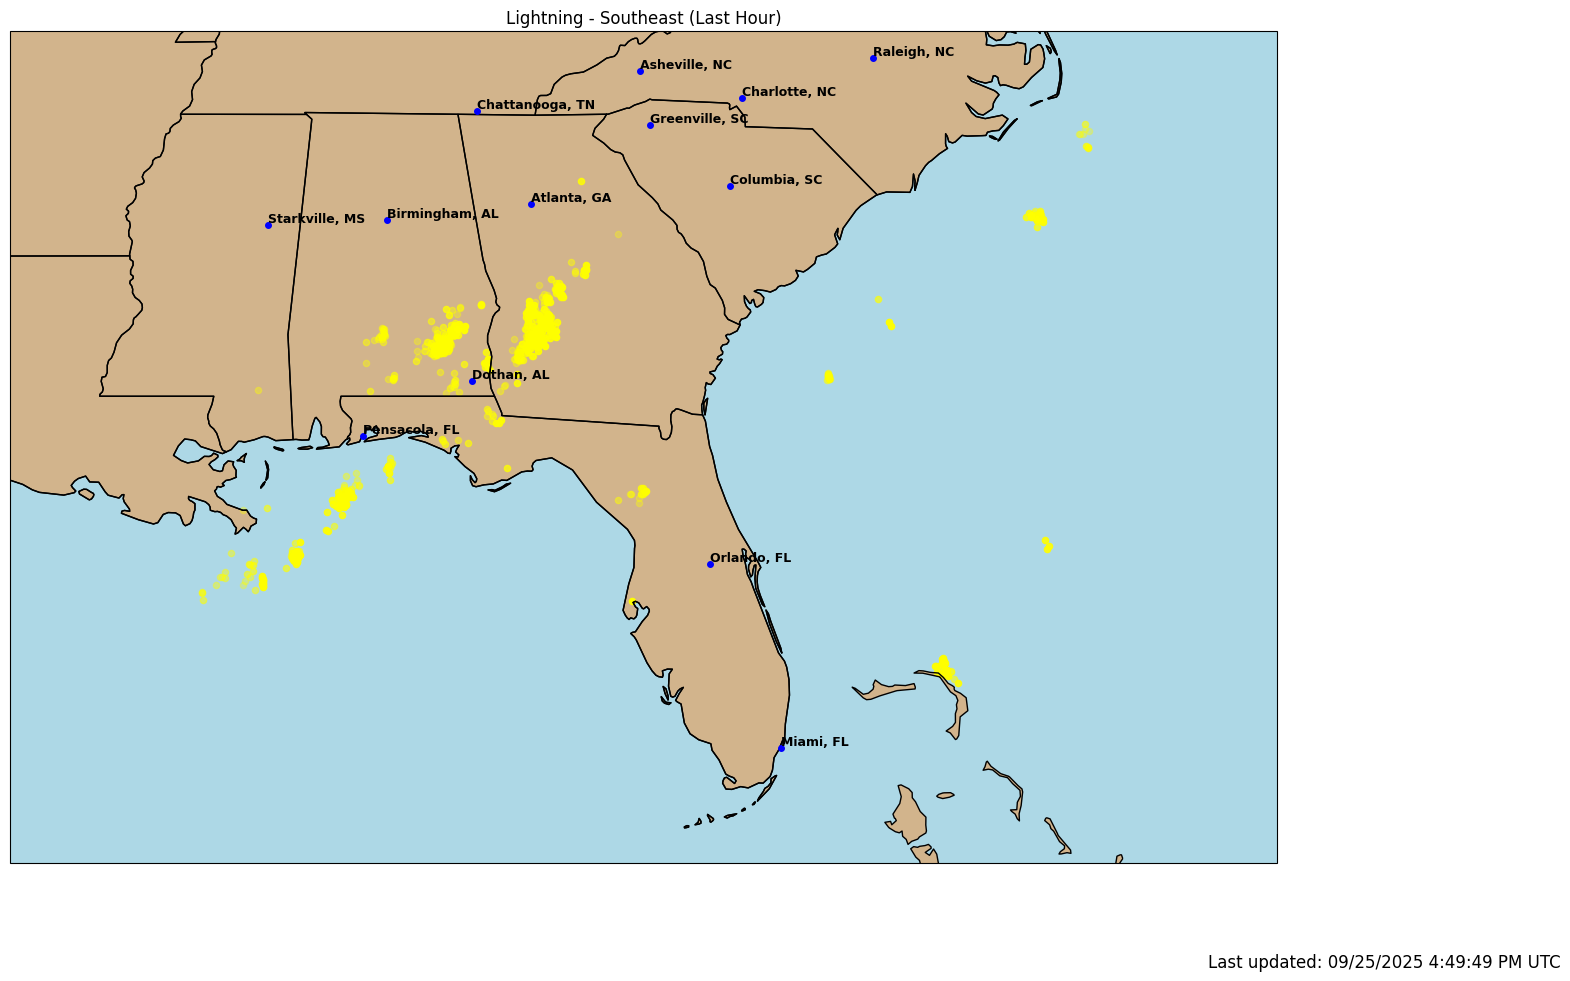 Lightning - Southeast (Last Hour)
Raleigh, NC
Asheville, NC
Charlotte, NC
Chattanooga, TN
Greenville, SC
Columbia, SC
Atlanta, GA
Birmingham, AL
Starkville, MS
Dothan, AL
Pensacola, FL
Orlando, FL
Miami, FL
Last updated: 09/25/2025 4:49:49 PM UTC